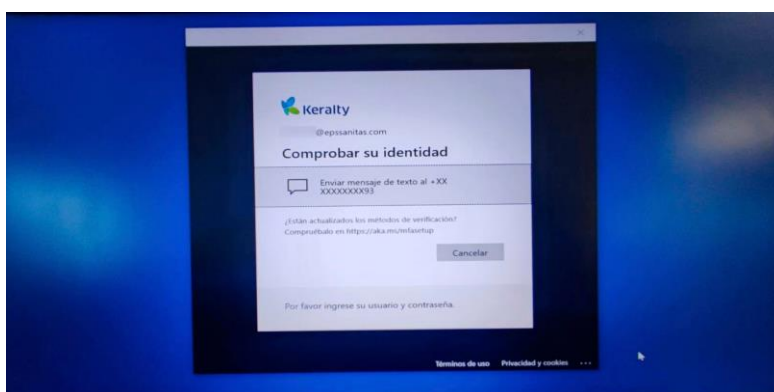 Keralty
@epssanitas.com
Comprobar su identidad
Enviar mensaje de texto al +XX
XXXXXXXX93
¿Están actualizados los métodos de verificación?
Compruébalo en https://aka.ms/mfasetup
Cancelar
Por favor ingrese su usuario y contraseña.
Términos de uso Privacidad y cookies ...